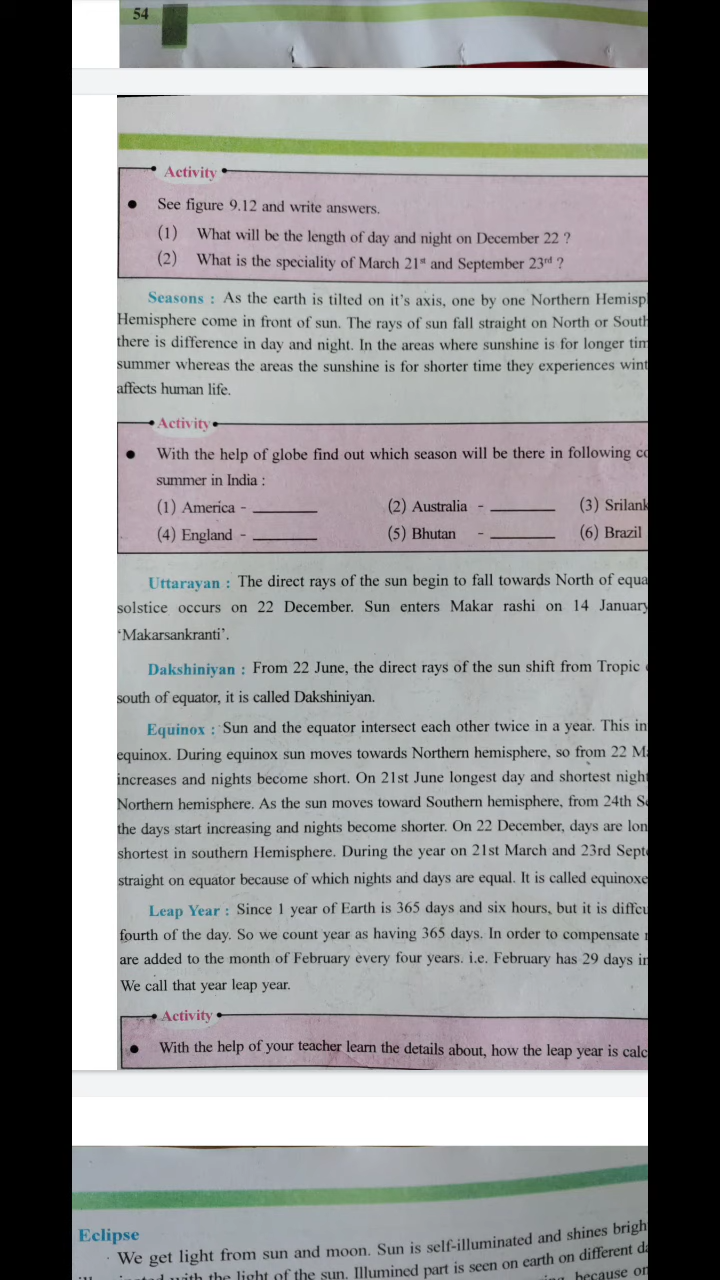 54
Activity
• See figure 9.12 and write answers.
(1) What will be the length of day and night on December 22 ?
(2) What is the speciality of March 21st and September 23rd ?
Seasons : As the earth is tilted on it's axis, one by one Northern Hemisp
Hemisphere come in front of sun. The rays of sun fall straight on North or South
there is difference in day and night. In the areas where sunshine is for longer tim
summer whereas the areas the sunshine is for shorter time they experiences wint
affects human life.
Activity
• With the help of globe find out which season will be there in following co
summer in India :
(1) America - ______ (2) Australia - ______ (3) Srilank
(4) England - ______ (5) Bhutan - ______ (6) Brazil
Uttarayan : The direct rays of the sun begin to fall towards North of equa
solstice occurs on 22 December. Sun enters Makar rashi on 14 January
'Makarsankranti'.
Dakshiniyan : From 22 June, the direct rays of the sun shift from Tropic
south of equator, it is called Dakshiniyan.
Equinox : Sun and the equator intersect each other twice in a year. This in
equinox. During equinox sun moves towards Northern hemisphere, so from 22 Ma
increases and nights become short. On 21st June longest day and shortest night
Northern hemisphere. As the sun moves toward Southern hemisphere, from 24th Se
the days start increasing and nights become shorter. On 22 December, days are lon
shortest in southern Hemisphere. During the year on 21st March and 23rd Septe
straight on equator because of which nights and days are equal. It is called equinoxe
Leap Year : Since 1 year of Earth is 365 days and six hours, but it is diffcu
fourth of the day. So we count year as having 365 days. In order to compensate
are added to the month of February every four years. i.e. February has 29 days in
We call that year leap year.
Activity
• With the help of your teacher learn the details about, how the leap year is calc
Eclipse
We get light from sun and moon. Sun is self-illuminated and shines brigh
with the light of the sun. Illumined part is seen on earth on different da
because on